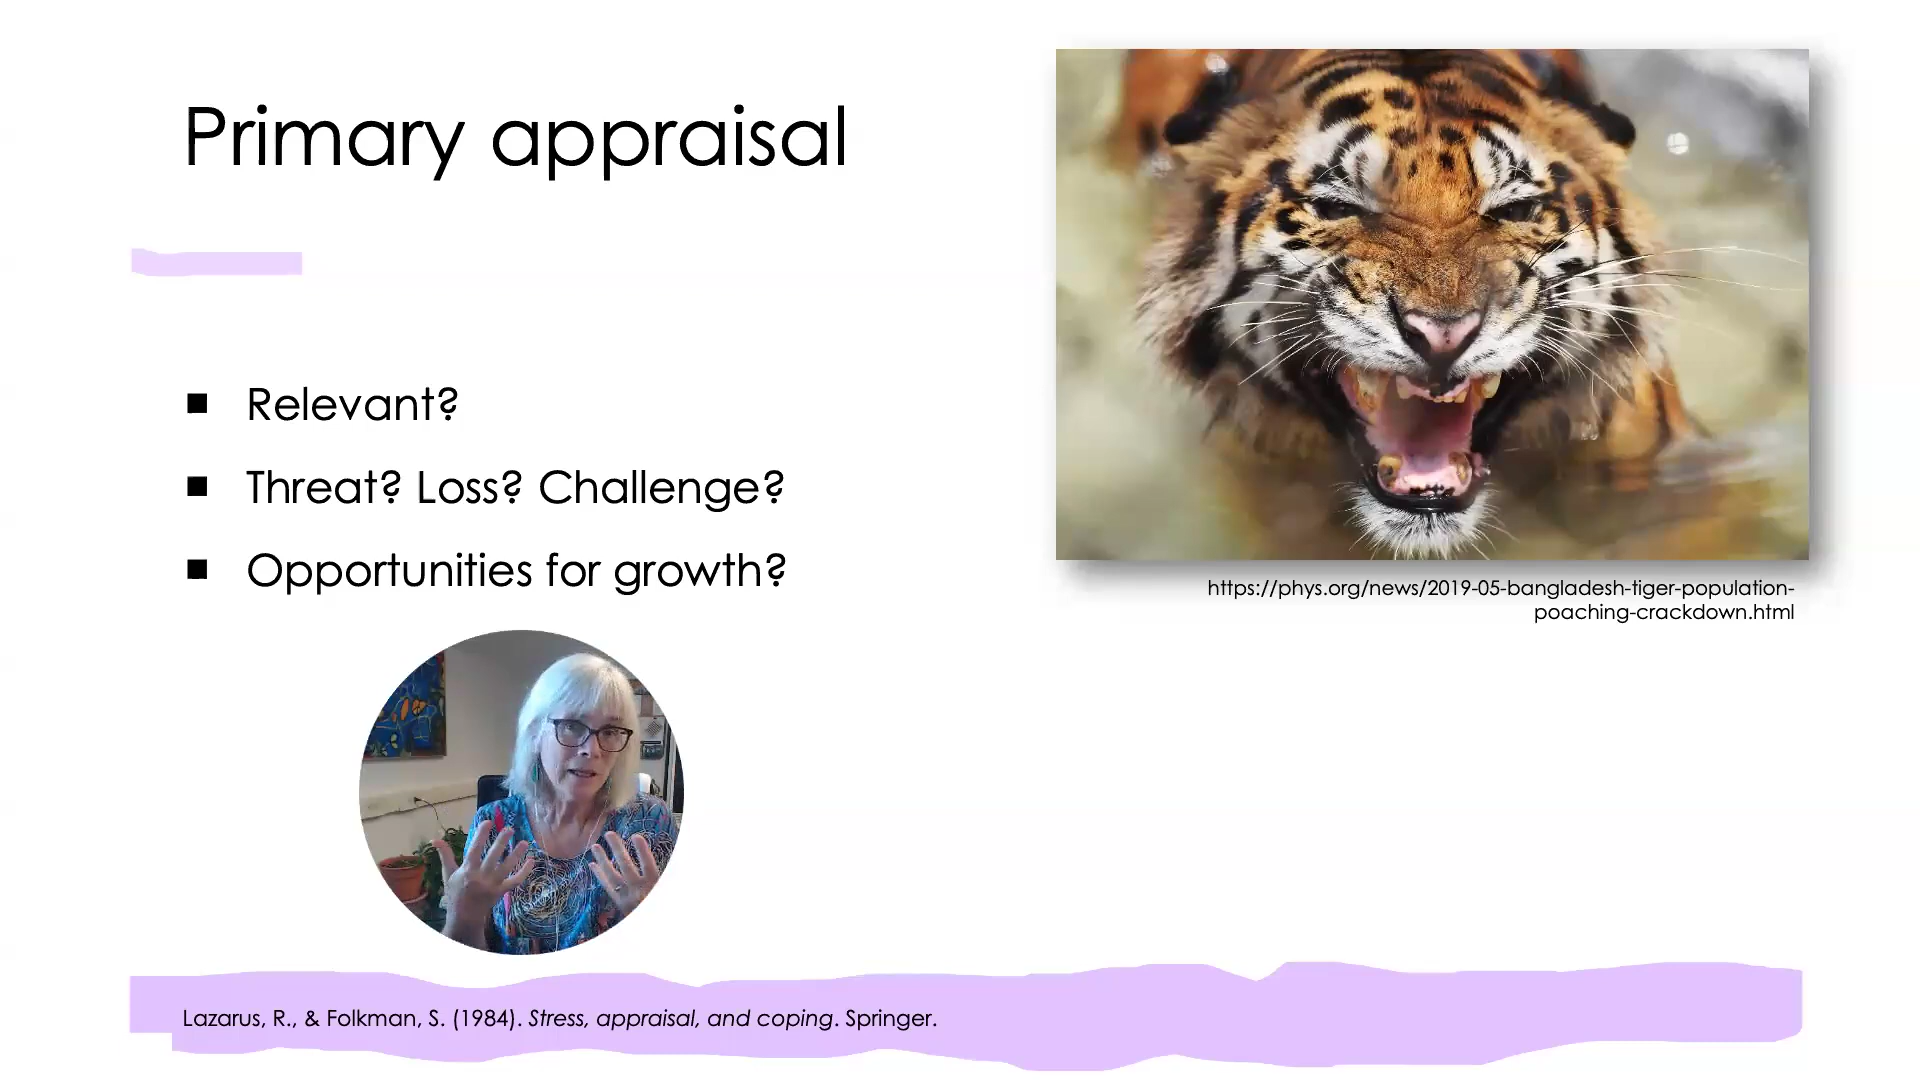 Primary appraisal
Relevant?
Threat? Loss? Challenge?
Opportunities for growth?
https://phys.org/news/2019-05-bangladesh-tiger-population-
poaching-crackdown.html
Lazarus, R., & Folkman, S. (1984). Stress, appraisal, and coping. Springer.